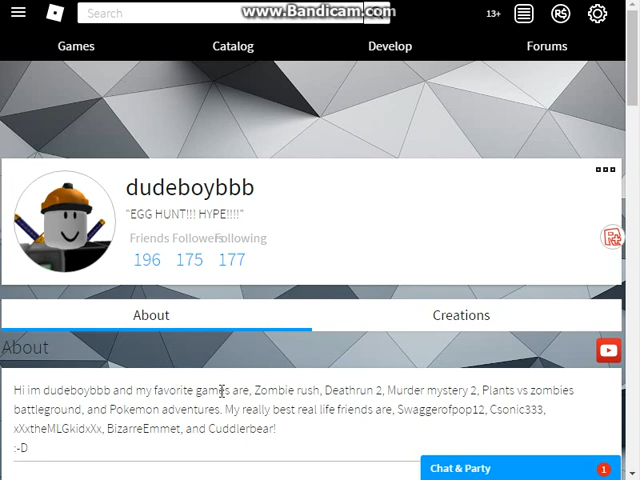 www.Bandicam.com
Search
13+
R$
Games Catalog Develop Forums
dudeboybbb
"EGG HUNT!!! HYPE!!!!"
Friends Followers Following
196 175 177
About Creations
About
Hi im dudeboybbb and my favorite games are, Zombie rush, Deathrun 2, Murder mystery 2, Plants vs zombies
battleground, and Pokemon adventures. My really best real life friends are, Swaggerofpop12, Csonic333,
xXxtheMLGkidxXx, BizarreEmmet, and Cuddlerbear!
:-D
Chat & Party 1